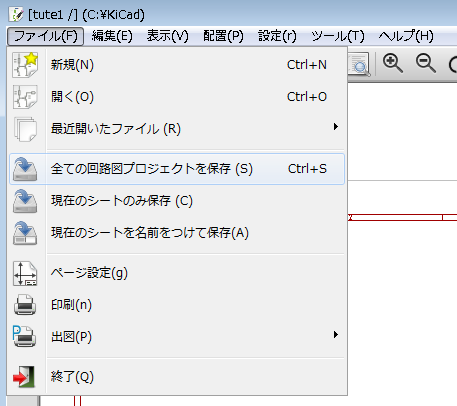 [tute1 /] (C:¥KiCad)
ファイル(F) 編集(E) 表示(V) 配置(P) 設定(r) ツール(T) ヘルプ(H)
新規(N) Ctrl+N
開く(O) Ctrl+O
最近開いたファイル (R)
全ての回路図プロジェクトを保存 (S) Ctrl+S
現在のシートのみ保存 (C)
現在のシートを名前をつけて保存(A)
ページ設定(g)
印刷(n)
出図(P)
終了(Q)